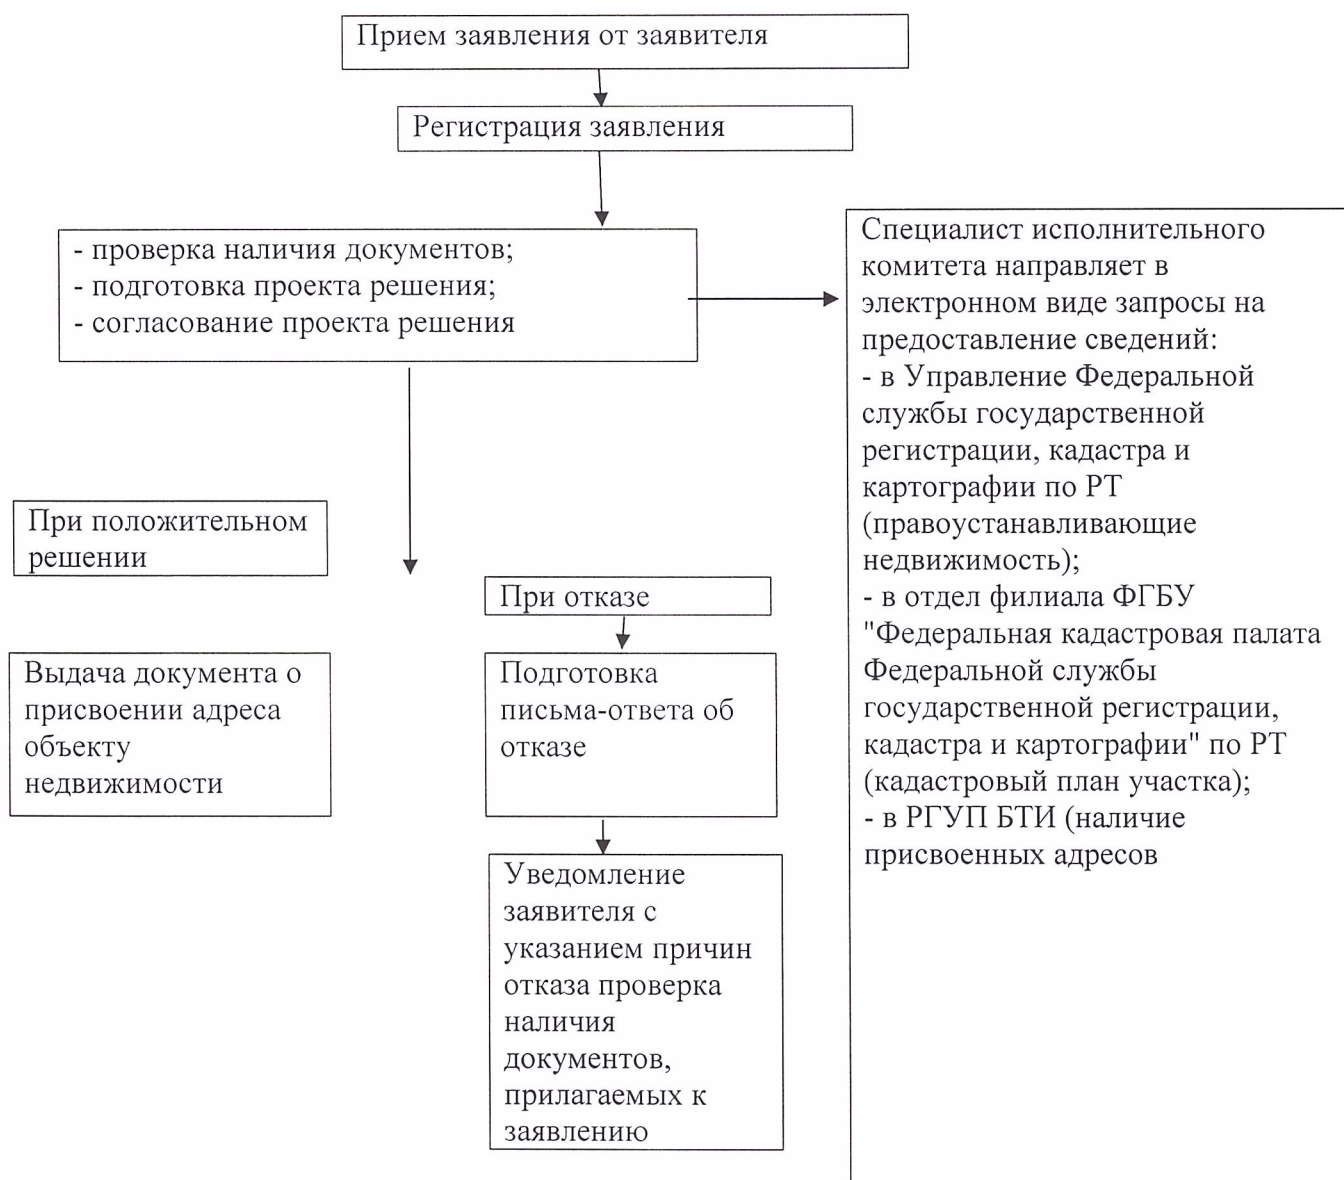 Прием заявления от заявителя
Регистрация заявления
- проверка наличия документов;
- подготовка проекта решения;
- согласование проекта решения
Специалист исполнительного
комитета направляет в
электронном виде запросы на
предоставление сведений:
- в Управление Федеральной
службы государственной
регистрации, кадастра и
картографии по РТ
(правоустанавливающие
недвижимость);
- в отдел филиала ФГБУ
"Федеральная кадастровая палата
Федеральной службы
государственной регистрации,
кадастра и картографии" по РТ
(кадастровый план участка);
- в РГУП БТИ (наличие
присвоенных адресов
При положительном
решении
Выдача документа о
присвоении адреса
объекту
недвижимости
При отказе
Подготовка
письма-ответа об
отказе
Уведомление
заявителя с
указанием причин
отказа проверка
наличия
документов,
прилагаемых к
заявлению